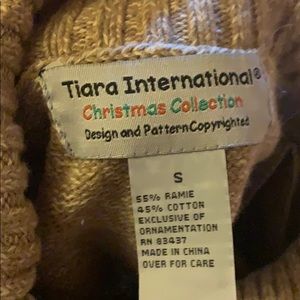 Tiara International®
Christmas Collection
Design and Pattern Copyrighted
S
55% RAMIE
45% COTTON
EXCLUSIVE OF
ORNAMENTATION
RN 83437
MADE IN CHINA
OVER FOR CARE